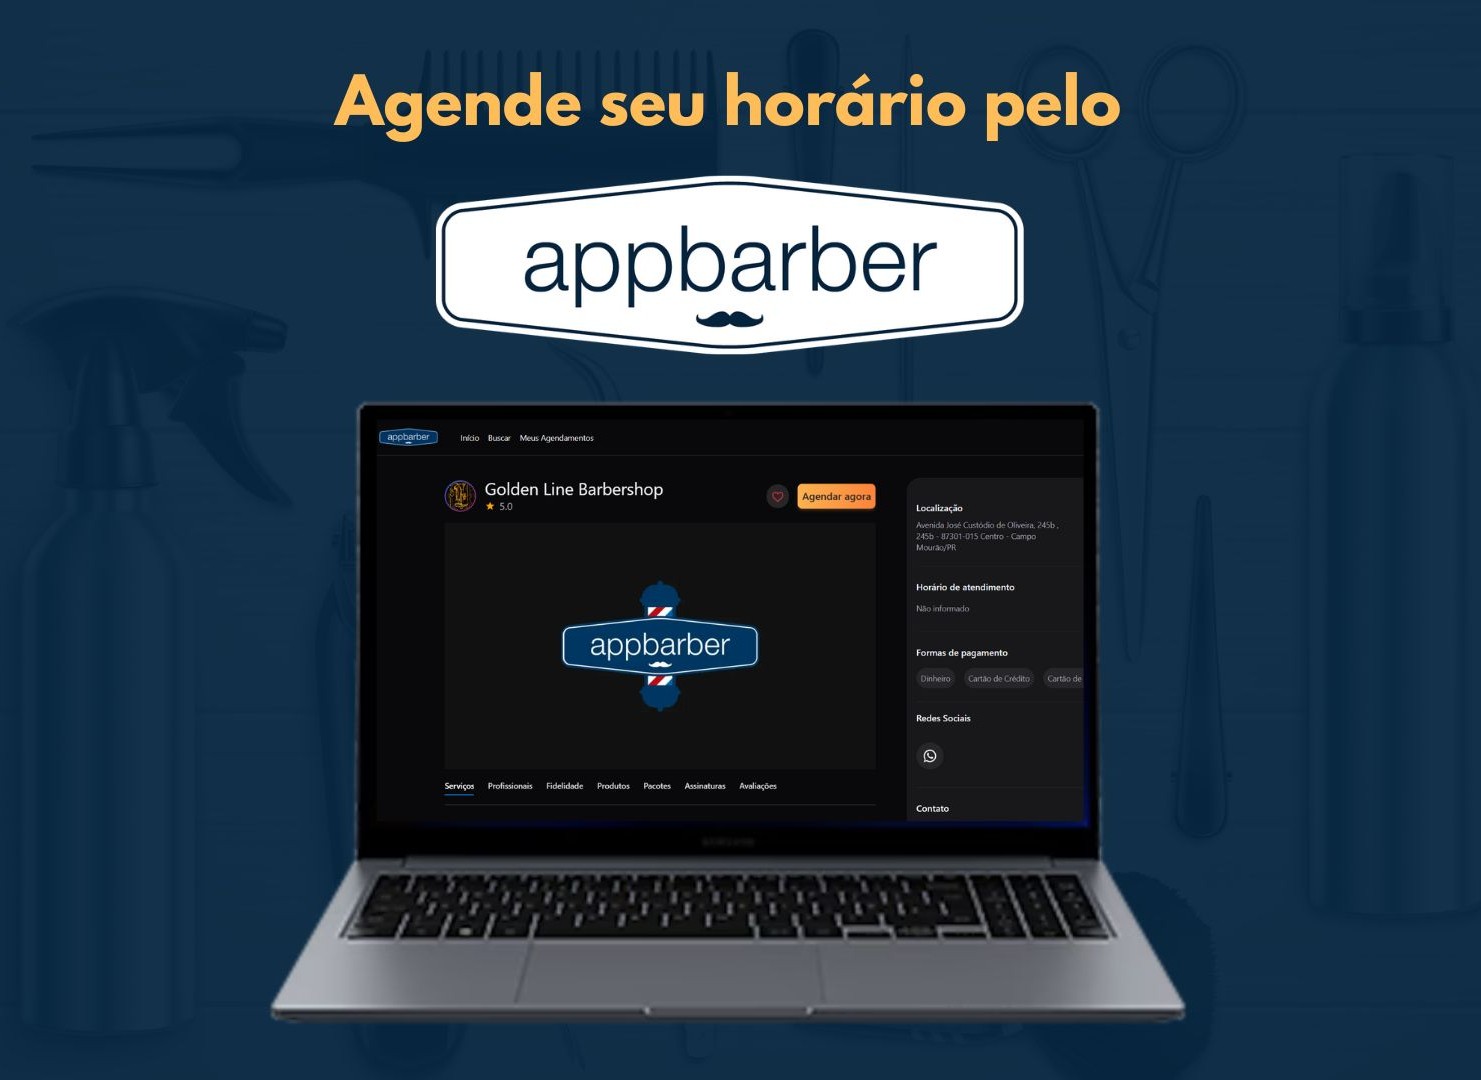 Agende seu horário pelo
appbarber
appbarber
Início Buscar Meus Agendamentos
Golden Line Barbershop
5.0
Agendar agora
Localização
Avenida José Custódio de Oliveira, 245b ,
245b - 87301-015 Centro - Campo
Mourão/PR
Horário de atendimento
Não informado
Formas de pagamento
Dinheiro Cartão de Crédito Cartão de
Redes Sociais
Contato
appbarber
Serviços Profissionais Fidelidade Produtos Pacotes Assinaturas Avaliações